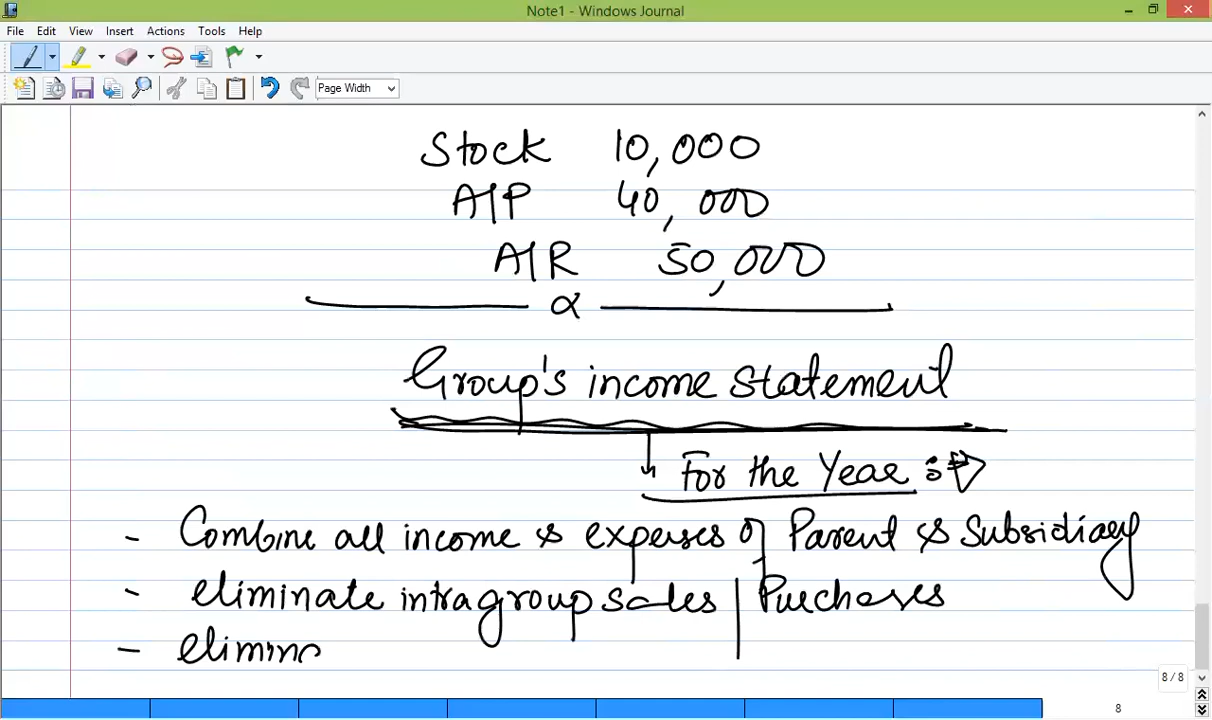 Note1 - Windows Journal
File Edit View Insert Actions Tools Help
Page Width
Stock 10,000
A/P 40,000
A/R 50,000
Group's income statement
For the Year
- Combine all income & expenses of Parent & Subsidiary
- eliminate intragroup sales | Purchases
- elimina
8 / 8
8